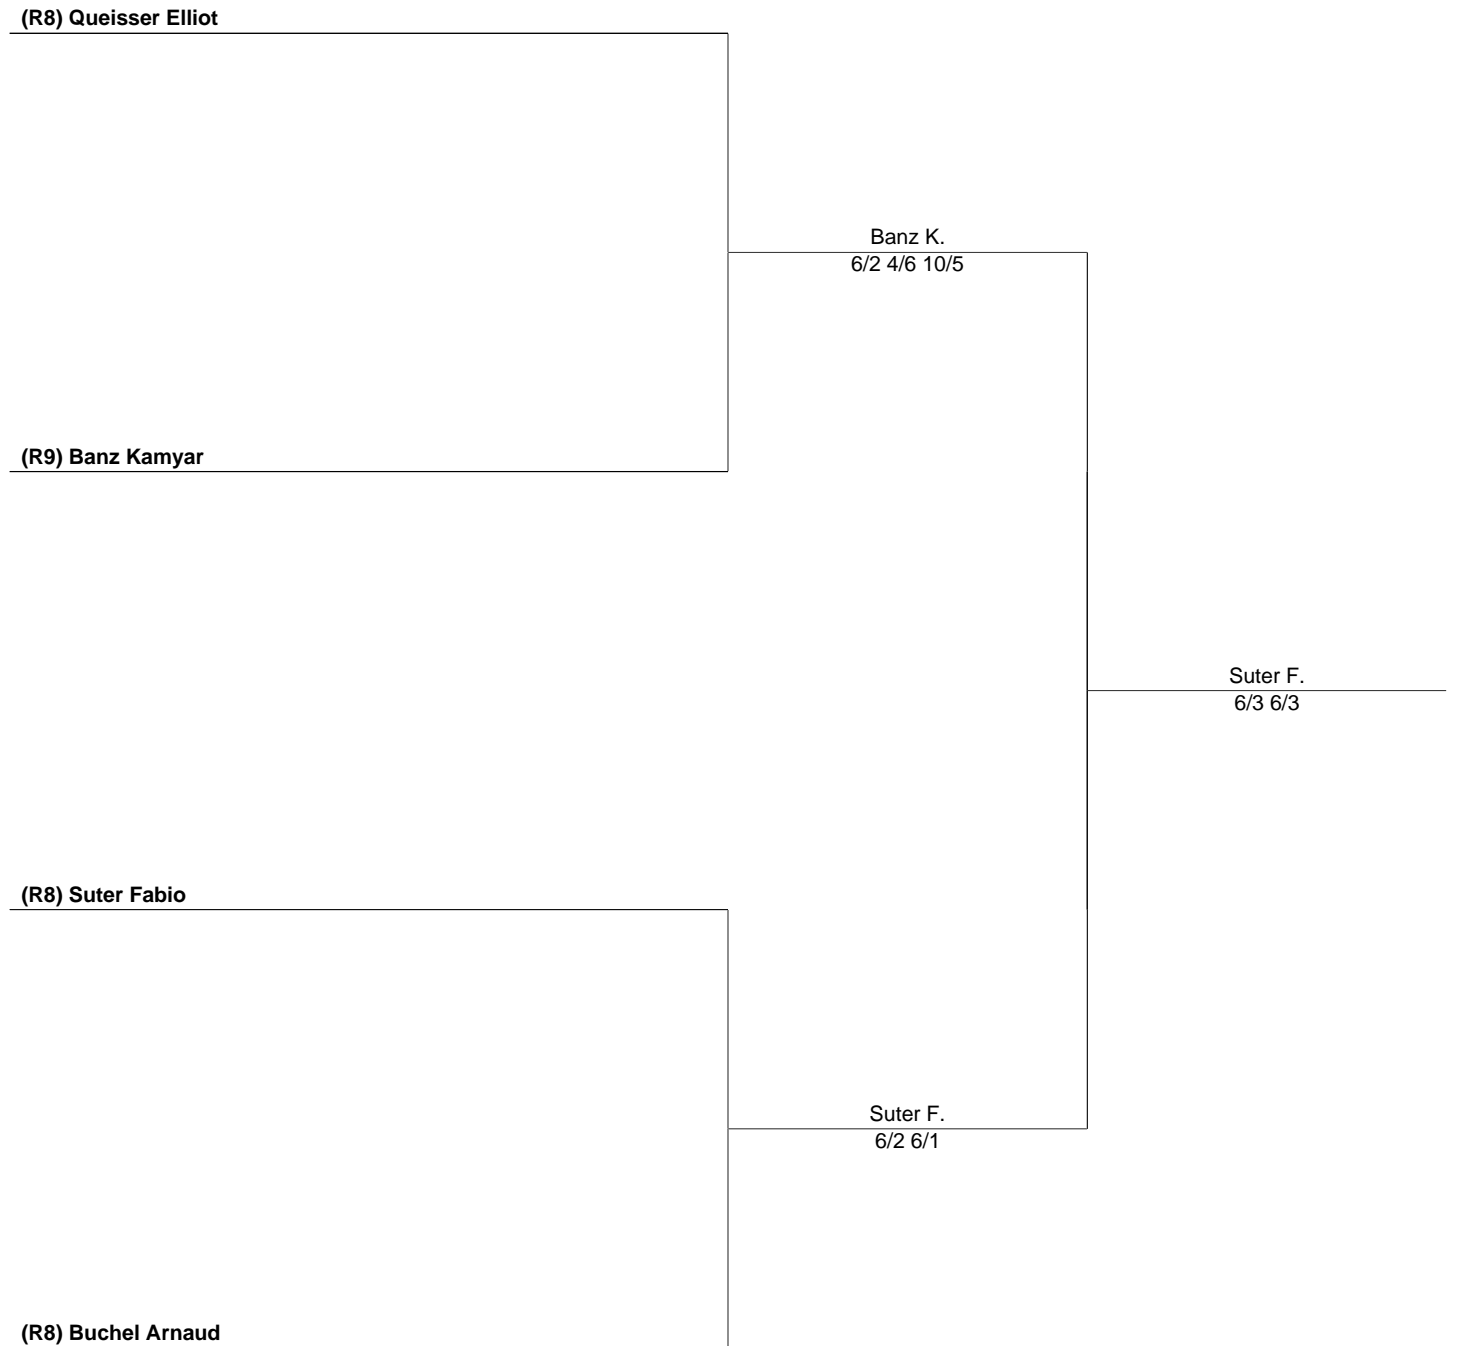 (R8) Queisser Elliot
Banz K.
6/2 4/6 10/5
(R9) Banz Kamyar
Suter F.
6/3 6/3
(R8) Suter Fabio
Suter F.
6/2 6/1
(R8) Buchel Arnaud